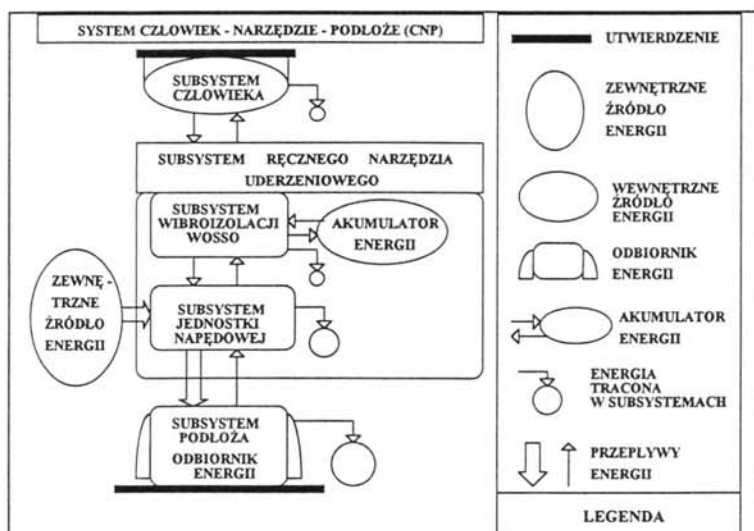 SYSTEM CZŁOWIEK - NARZĘDZIE - PODŁOŻE (CNP)
SUBSYSTEM
CZŁOWIEKA
SUBSYSTEM RĘCZNEGO NARZĘDZIA
UDERZENIOWEGO
SUBSYSTEM
WIBROIZOLACJI
WOSSO
AKUMULATOR
ENERGII
ZEWNĘ -
TRZNE
ŹRÓDŁO
ENERGII
SUBSYSTEM
JEDNOSTKI
NAPĘDOWEJ
SUBSYSTEM
PODŁOŻA
ODBIORNIK
ENERGII
UTWIERDZENIE
ZEWNĘTRZNE
ŹRÓDŁO
ENERGII
WEWNĘTRZNE
ŹRÓDŁO
ENERGII
ODBIORNIK
ENERGII
AKUMULATOR
ENERGII
ENERGIA
TRACONA
W SUBSYSTEMACH
PRZEPŁYWY
ENERGII
LEGENDA